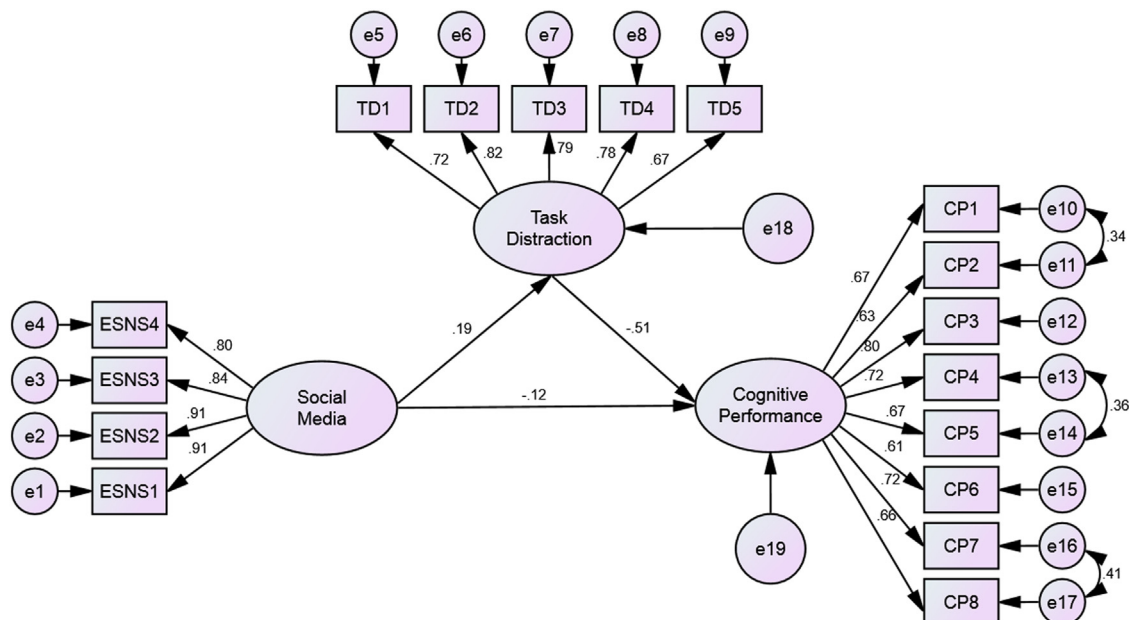 e5 e6 e7 e8 e9
TD1 TD2 TD3 TD4 TD5
.72 .82 .79 .78 .67
Task
Distraction
e18
CP1 e10
.34
CP2 e11
.67
.63
CP3 e12
.80
e4 ESNS4
.80
.19
-.51
e3 ESNS3
.84
Social
Media
-.12
Cognitive
Performance
.72
CP4 e13
.36
.67
CP5 e14
e2 ESNS2
.91
.91
e1 ESNS1
.61
CP6 e15
.72
.66
e19
CP7 e16
.41
CP8 e17